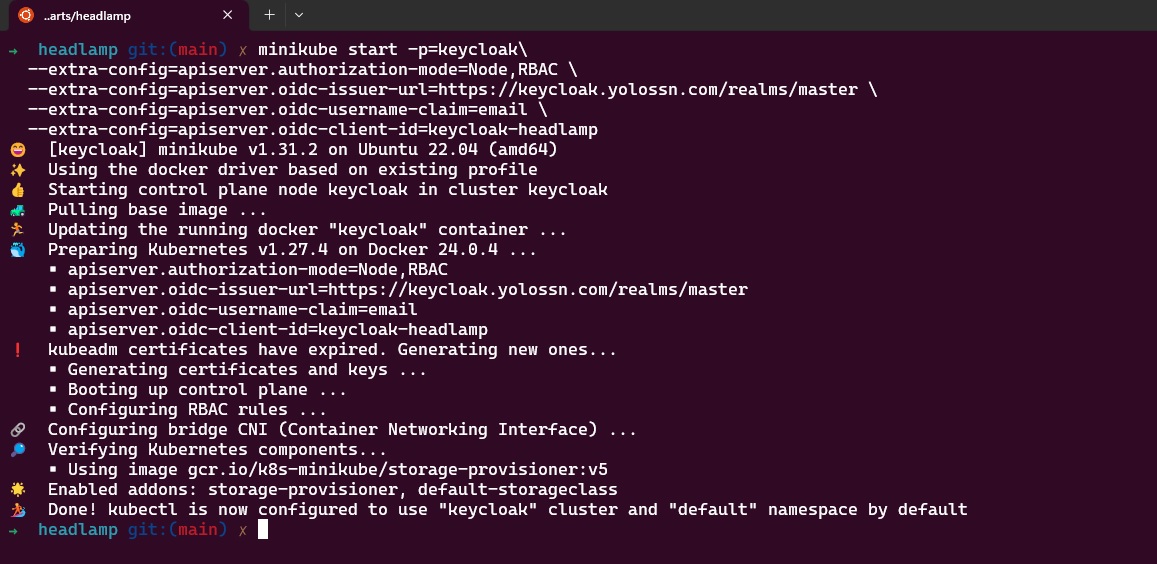 ..arts/headlamp
→ headlamp git:(main) ✗ minikube start -p=keycloak\
--extra-config=apiserver.authorization-mode=Node,RBAC \
--extra-config=apiserver.oidc-issuer-url=https://keycloak.yolossn.com/realms/master \
--extra-config=apiserver.oidc-username-claim=email \
--extra-config=apiserver.oidc-client-id=keycloak-headlamp
😄 [keycloak] minikube v1.31.2 on Ubuntu 22.04 (amd64)
✨ Using the docker driver based on existing profile
👍 Starting control plane node keycloak in cluster keycloak
🚜 Pulling base image ...
🏃 Updating the running docker "keycloak" container ...
🐳 Preparing Kubernetes v1.27.4 on Docker 24.0.4 ...
▪ apiserver.authorization-mode=Node,RBAC
▪ apiserver.oidc-issuer-url=https://keycloak.yolossn.com/realms/master
▪ apiserver.oidc-username-claim=email
▪ apiserver.oidc-client-id=keycloak-headlamp
❗ kubeadm certificates have expired. Generating new ones...
▪ Generating certificates and keys ...
▪ Booting up control plane ...
▪ Configuring RBAC rules ...
🔗 Configuring bridge CNI (Container Networking Interface) ...
🔎 Verifying Kubernetes components...
▪ Using image gcr.io/k8s-minikube/storage-provisioner:v5
🌟 Enabled addons: storage-provisioner, default-storageclass
🏄 Done! kubectl is now configured to use "keycloak" cluster and "default" namespace by default
→ headlamp git:(main) ✗